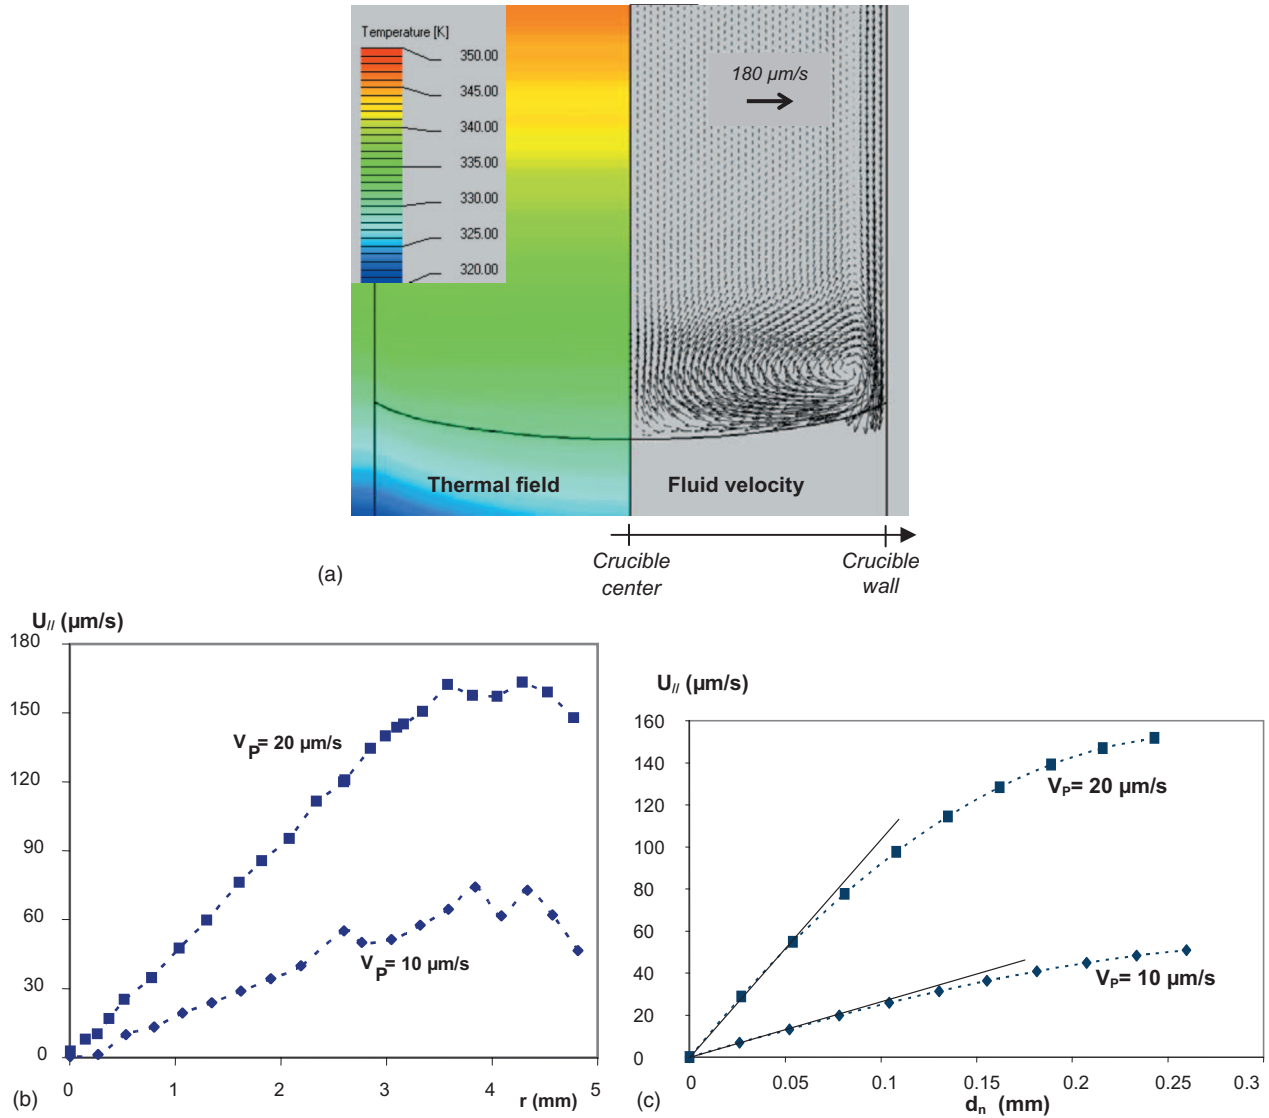 Temperature [K]
350.00
345.00
340.00
335.00
330.00
325.00
320.00
180 µm/s
Thermal field
Fluid velocity
Crucible
center
Crucible
wall
(a)
U// (µm/s)
180
150
120
90
60
30
0
0
1
2
3
4
5
VP= 20 µm/s
VP= 10 µm/s
r (mm)
(b)
U// (µm/s)
160
140
120
100
80
60
40
20
0
0
0.05
0.1
0.15
0.2
0.25
0.3
VP= 20 µm/s
VP= 10 µm/s
dn (mm)
(c)